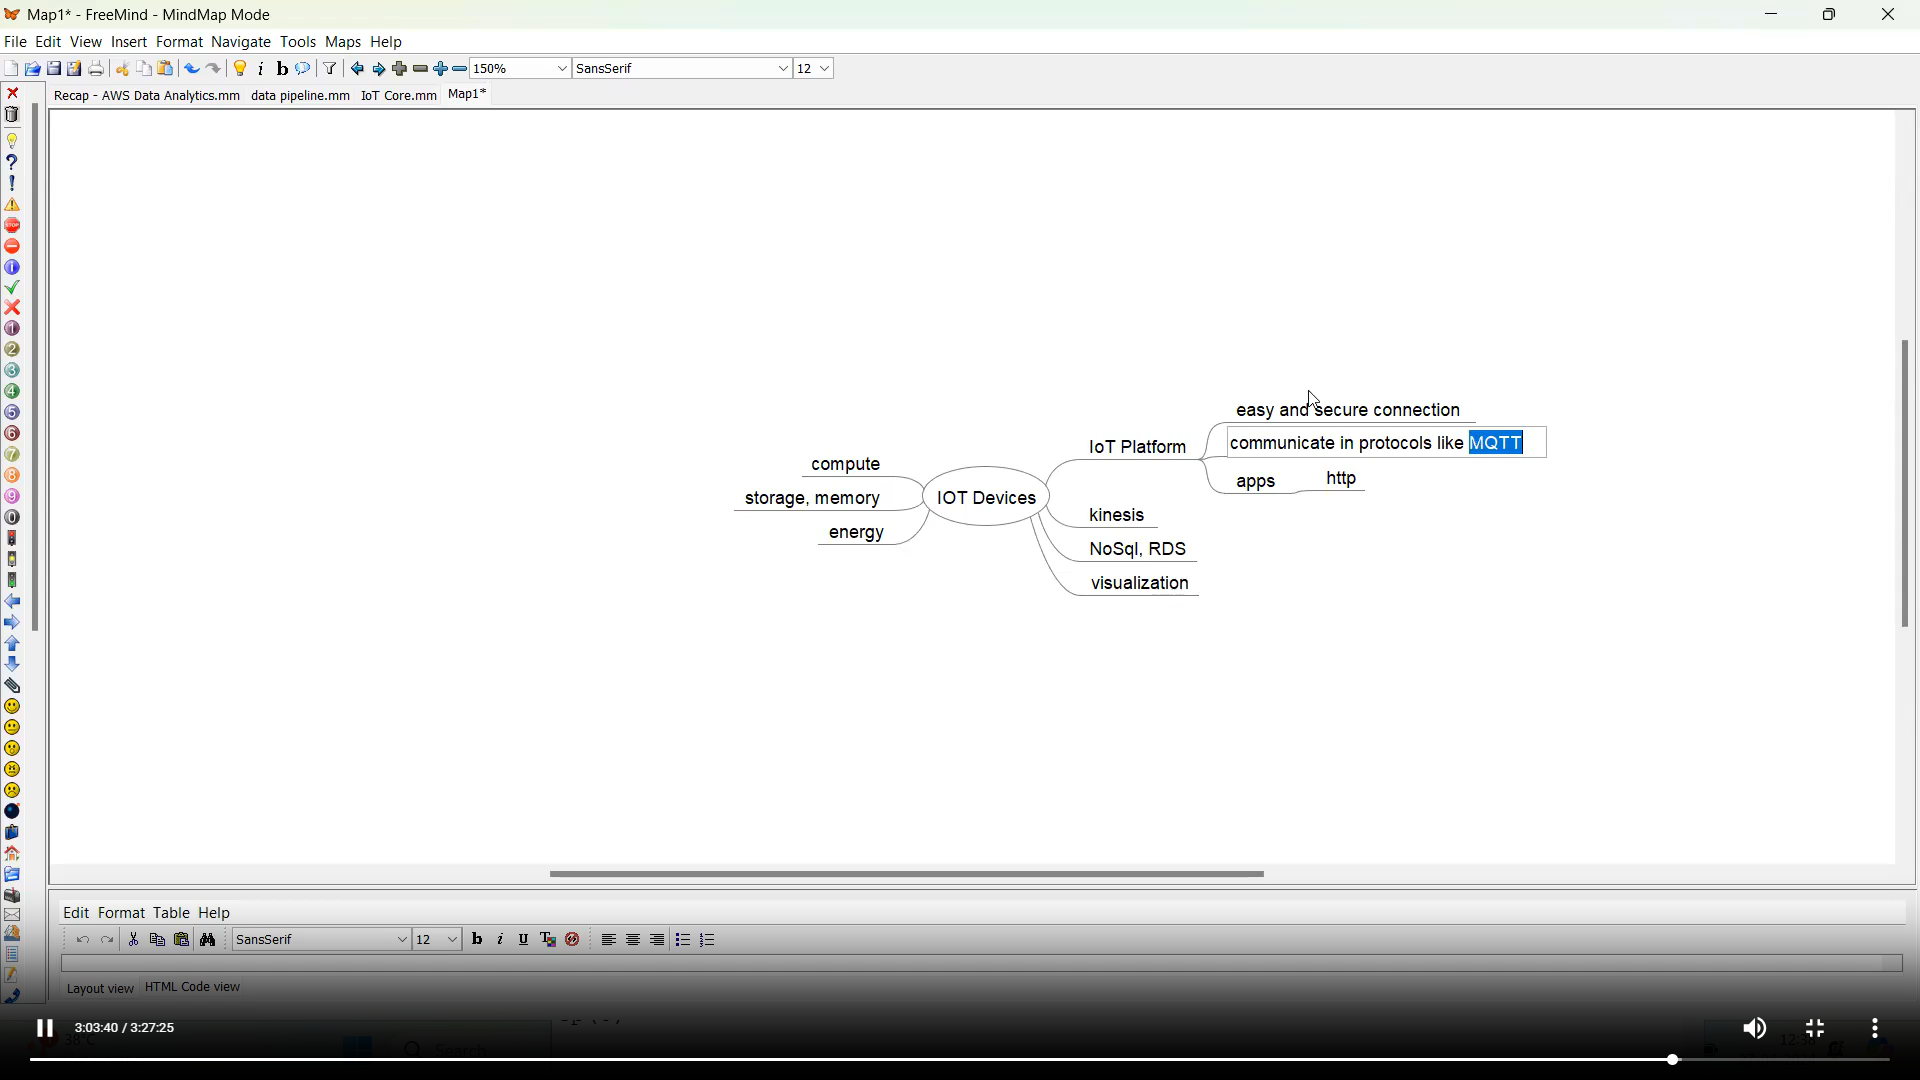 Map1* - FreeMind - MindMap Mode
File Edit View Insert Format Navigate Tools Maps Help
150% SansSerif 12
Recap - AWS Data Analytics.mm data pipeline.mm IoT Core.mm Map1*
easy and secure connection
communicate in protocols like MQTT
IoT Platform
apps http
compute
storage, memory
energy
IOT Devices
kinesis
NoSql, RDS
visualization
Edit Format Table Help
SansSerif 12
Layout view HTML Code view
3:03:40 / 3:27:25
38°C
Search